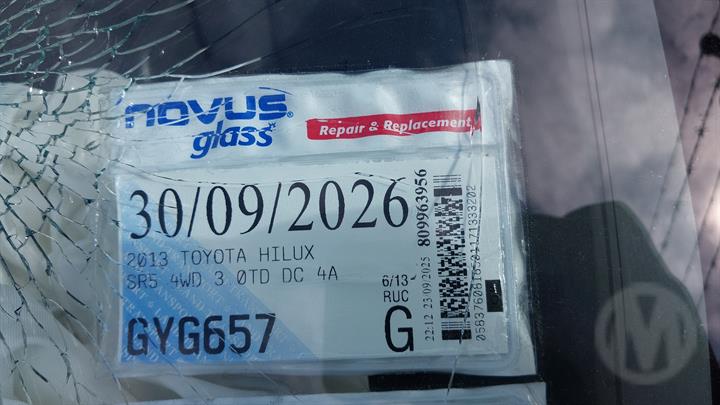 novus®
glass
Repair & Replacement
30/09/2026
2013 TOYOTA HILUX
SR5 4WD 3.0TD DC 4A
6/13
RUC
GYG657
G
22:12 23/09/2025 809963956
M